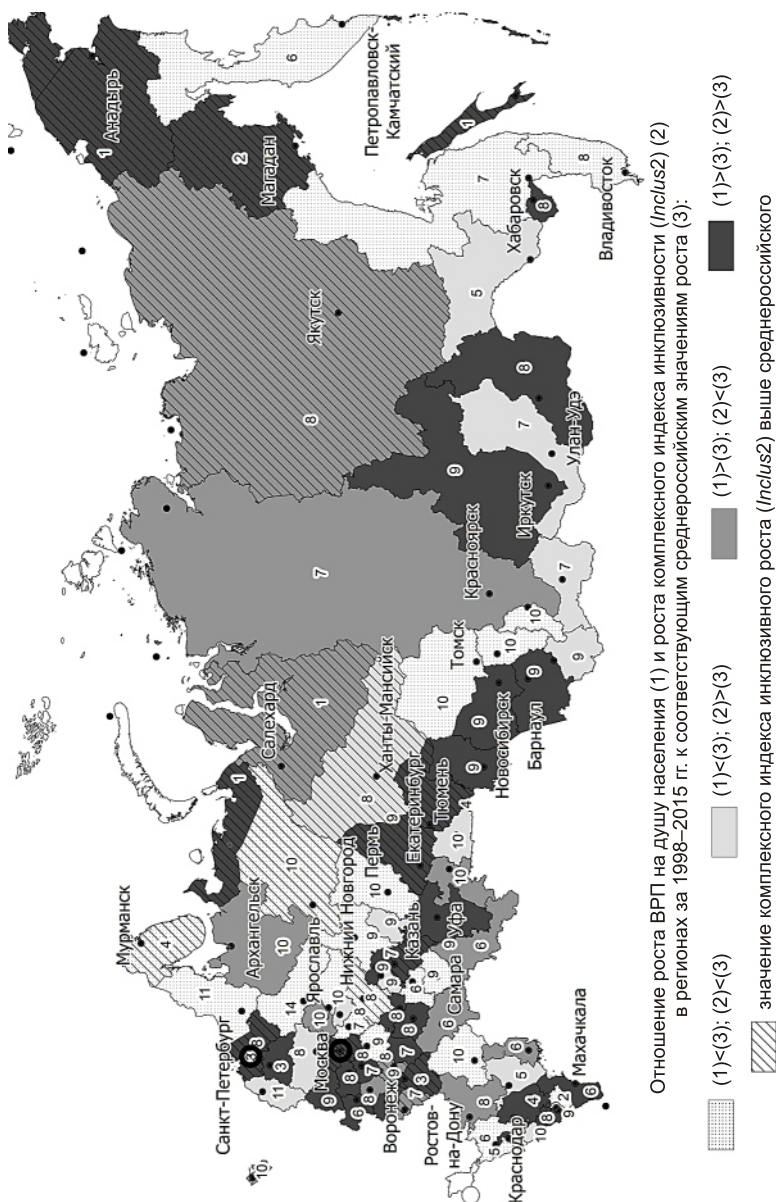 Анадырь
Магадан
Петропавловск-
Камчатский
Якутск
Хабаровск
Владивосток
Красноярск
Иркутск
Улан-Удэ
Салехард
Ханты-Мансийск
Томск
Новосибирск
Барнаул
Мурманск
Архангельск
Санкт-Петербург
Ярославль
Нижний Новгород
Пермь
Екатеринбург
Тюмень
Москва
Казань
Уфа
Самара
Воронеж
Ростов-
на-Дону
Краснодар
Махачкала
Отношение роста ВРП на душу населения (1) и роста комплексного индекса инклюзивности (Inclus2) (2)
в регионах за 1998–2015 гг. к соответствующим среднероссийским значениям роста (3):
(1)<(3); (2)<(3)
(1)<(3); (2)>(3)
(1)>(3); (2)<(3)
(1)>(3); (2)>(3)
значение комплексного индекса инклюзивного роста (Inclus2) выше среднероссийского